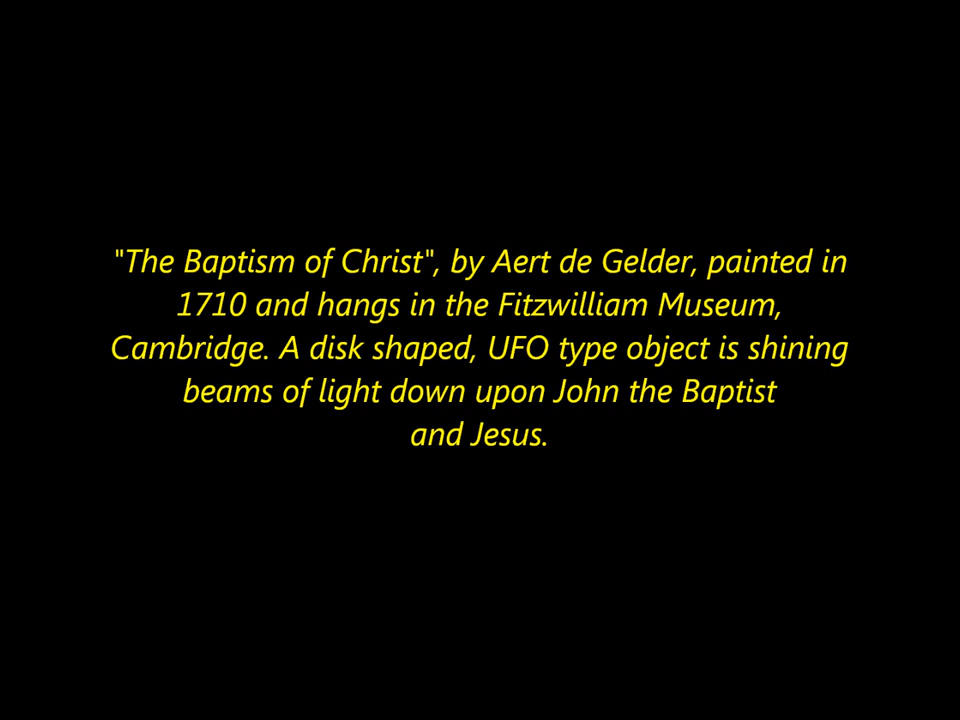 "The Baptism of Christ", by Aert de Gelder, painted in
1710 and hangs in the Fitzwilliam Museum,
Cambridge. A disk shaped, UFO type object is shining
beams of light down upon John the Baptist
and Jesus.